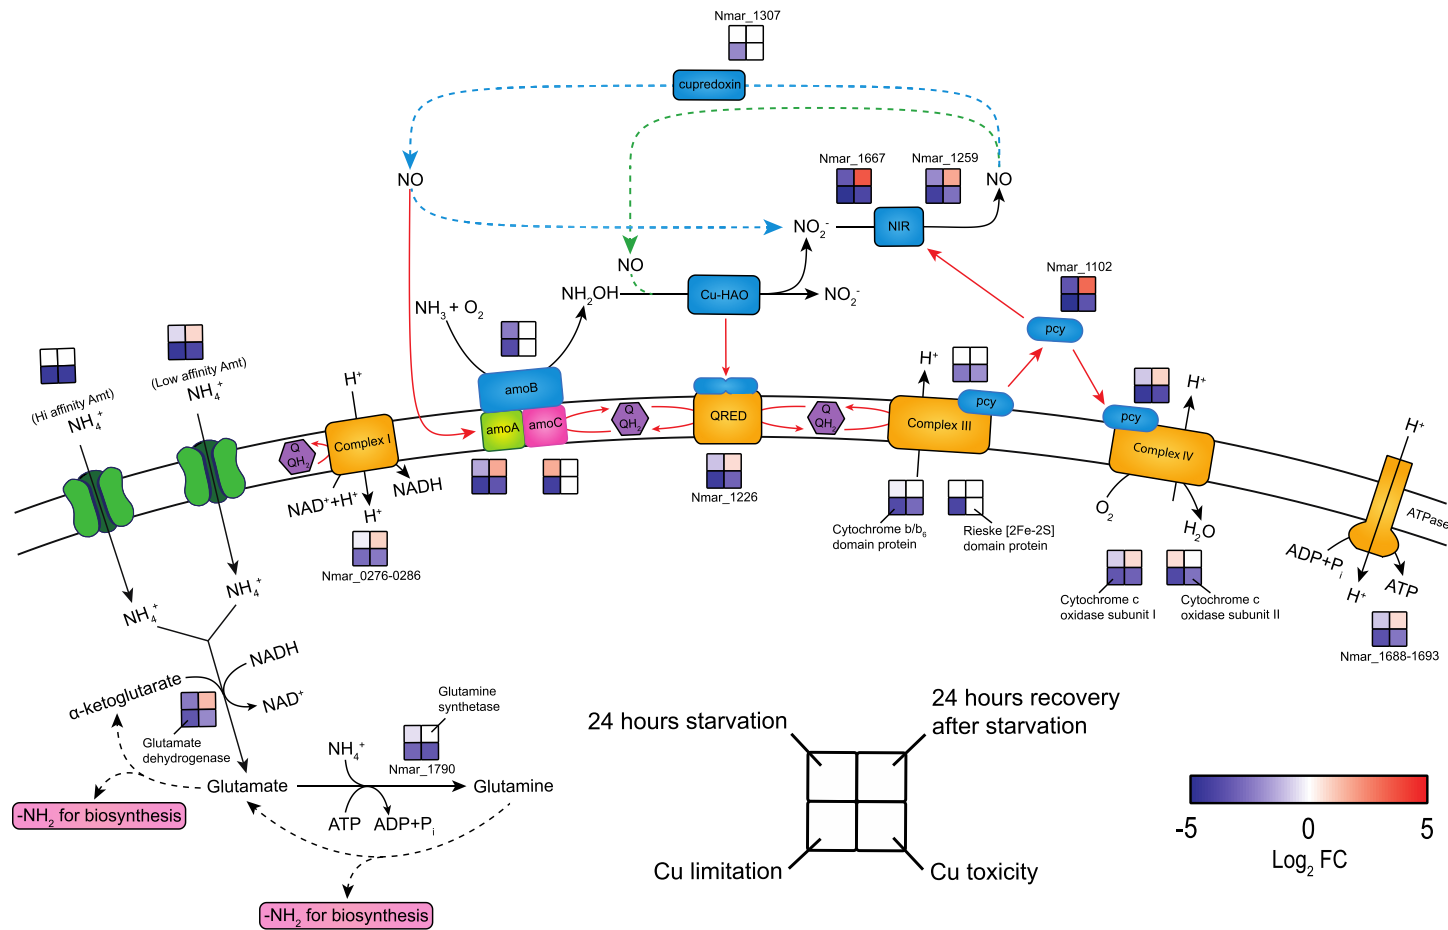 Nmar_1307
cupredoxin
Nmar_1667
Nmar_1259
NO
NO
NO₂⁻
NIR
NO
Nmar_1102
NH₂OH
Cu-HAO
NO₂⁻
NH₃ + O₂
pcy
(Hi affinity Amt)
NH₄⁺
(Low affinity Amt)
NH₄⁺
H⁺
Complex I
Q
QH₂
NAD⁺+H⁺
NADH
H⁺
Nmar_0276-0286
amoB
amoA
amoC
Q
QH₂
QRED
Nmar_1226
Q
QH₂
H⁺
pcy
Complex III
Cytochrome b/b₆
domain protein
Rieske [2Fe-2S]
domain protein
pcy
H⁺
Complex IV
O₂
H₂O
Cytochrome c
oxidase subunit I
Cytochrome c
oxidase subunit II
H⁺
ATPase
ADP+Pᵢ
ATP
H⁺
Nmar_1688-1693
NH₄⁺
NH₄⁺
NADH
NAD⁺
α-ketoglutarate
Glutamate
dehydrogenase
Glutamine
synthetase
Nmar_1790
NH₄⁺
Glutamate
Glutamine
ATP
ADP+Pᵢ
-NH₂ for biosynthesis
-NH₂ for biosynthesis
24 hours starvation
24 hours recovery
after starvation
Cu limitation
Cu toxicity
-5
0
5
Log₂ FC